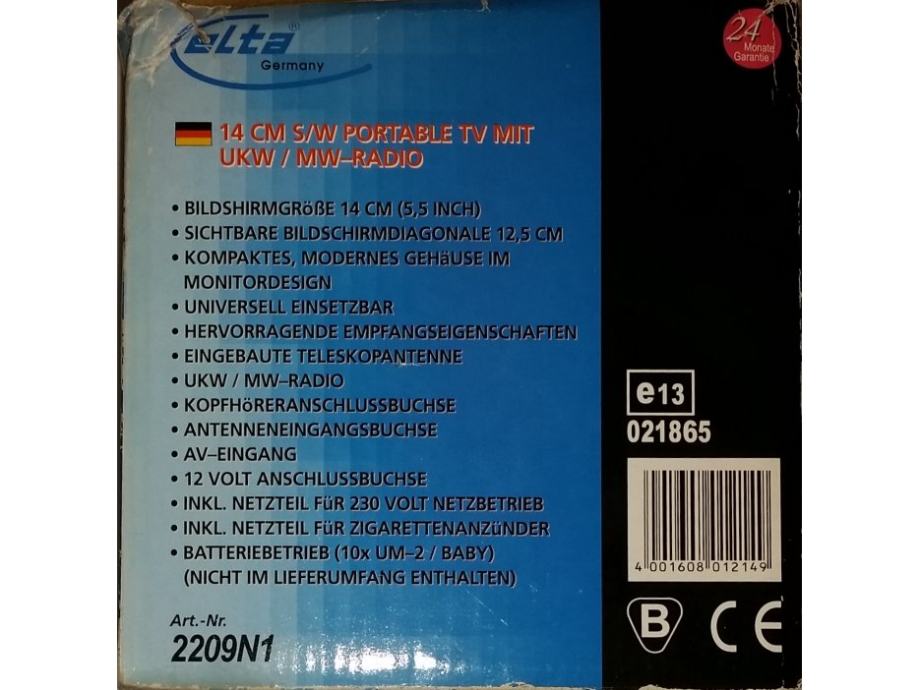 elta®
Germany
24
Monate
Garantie
14 CM S/W PORTABLE TV MIT
UKW / MW–RADIO
• BILDSHIRMGRößE 14 CM (5,5 INCH)
• SICHTBARE BILDSCHIRMDIAGONALE 12,5 CM
• KOMPAKTES, MODERNES GEHäUSE IM
MONITORDESIGN
• UNIVERSELL EINSETZBAR
• HERVORRAGENDE EMPFANGSEIGENSCHAFTEN
• EINGEBAUTE TELESKOPANTENNE
• UKW / MW–RADIO
• KOPFHöRERANSCHLUSSBUCHSE
• ANTENNENEINGANGSBUCHSE
• AV–EINGANG
• 12 VOLT ANSCHLUSSBUCHSE
• INKL. NETZTEIL FüR 230 VOLT NETZBETRIEB
• INKL. NETZTEIL FüR ZIGARETTENANZüNDER
• BATTERIEBETRIEB (10x UM–2 / BABY)
(NICHT IM LIEFERUMFANG ENTHALTEN)
Art.-Nr.
2209N1
e13
021865
4 001608 012149
B CE